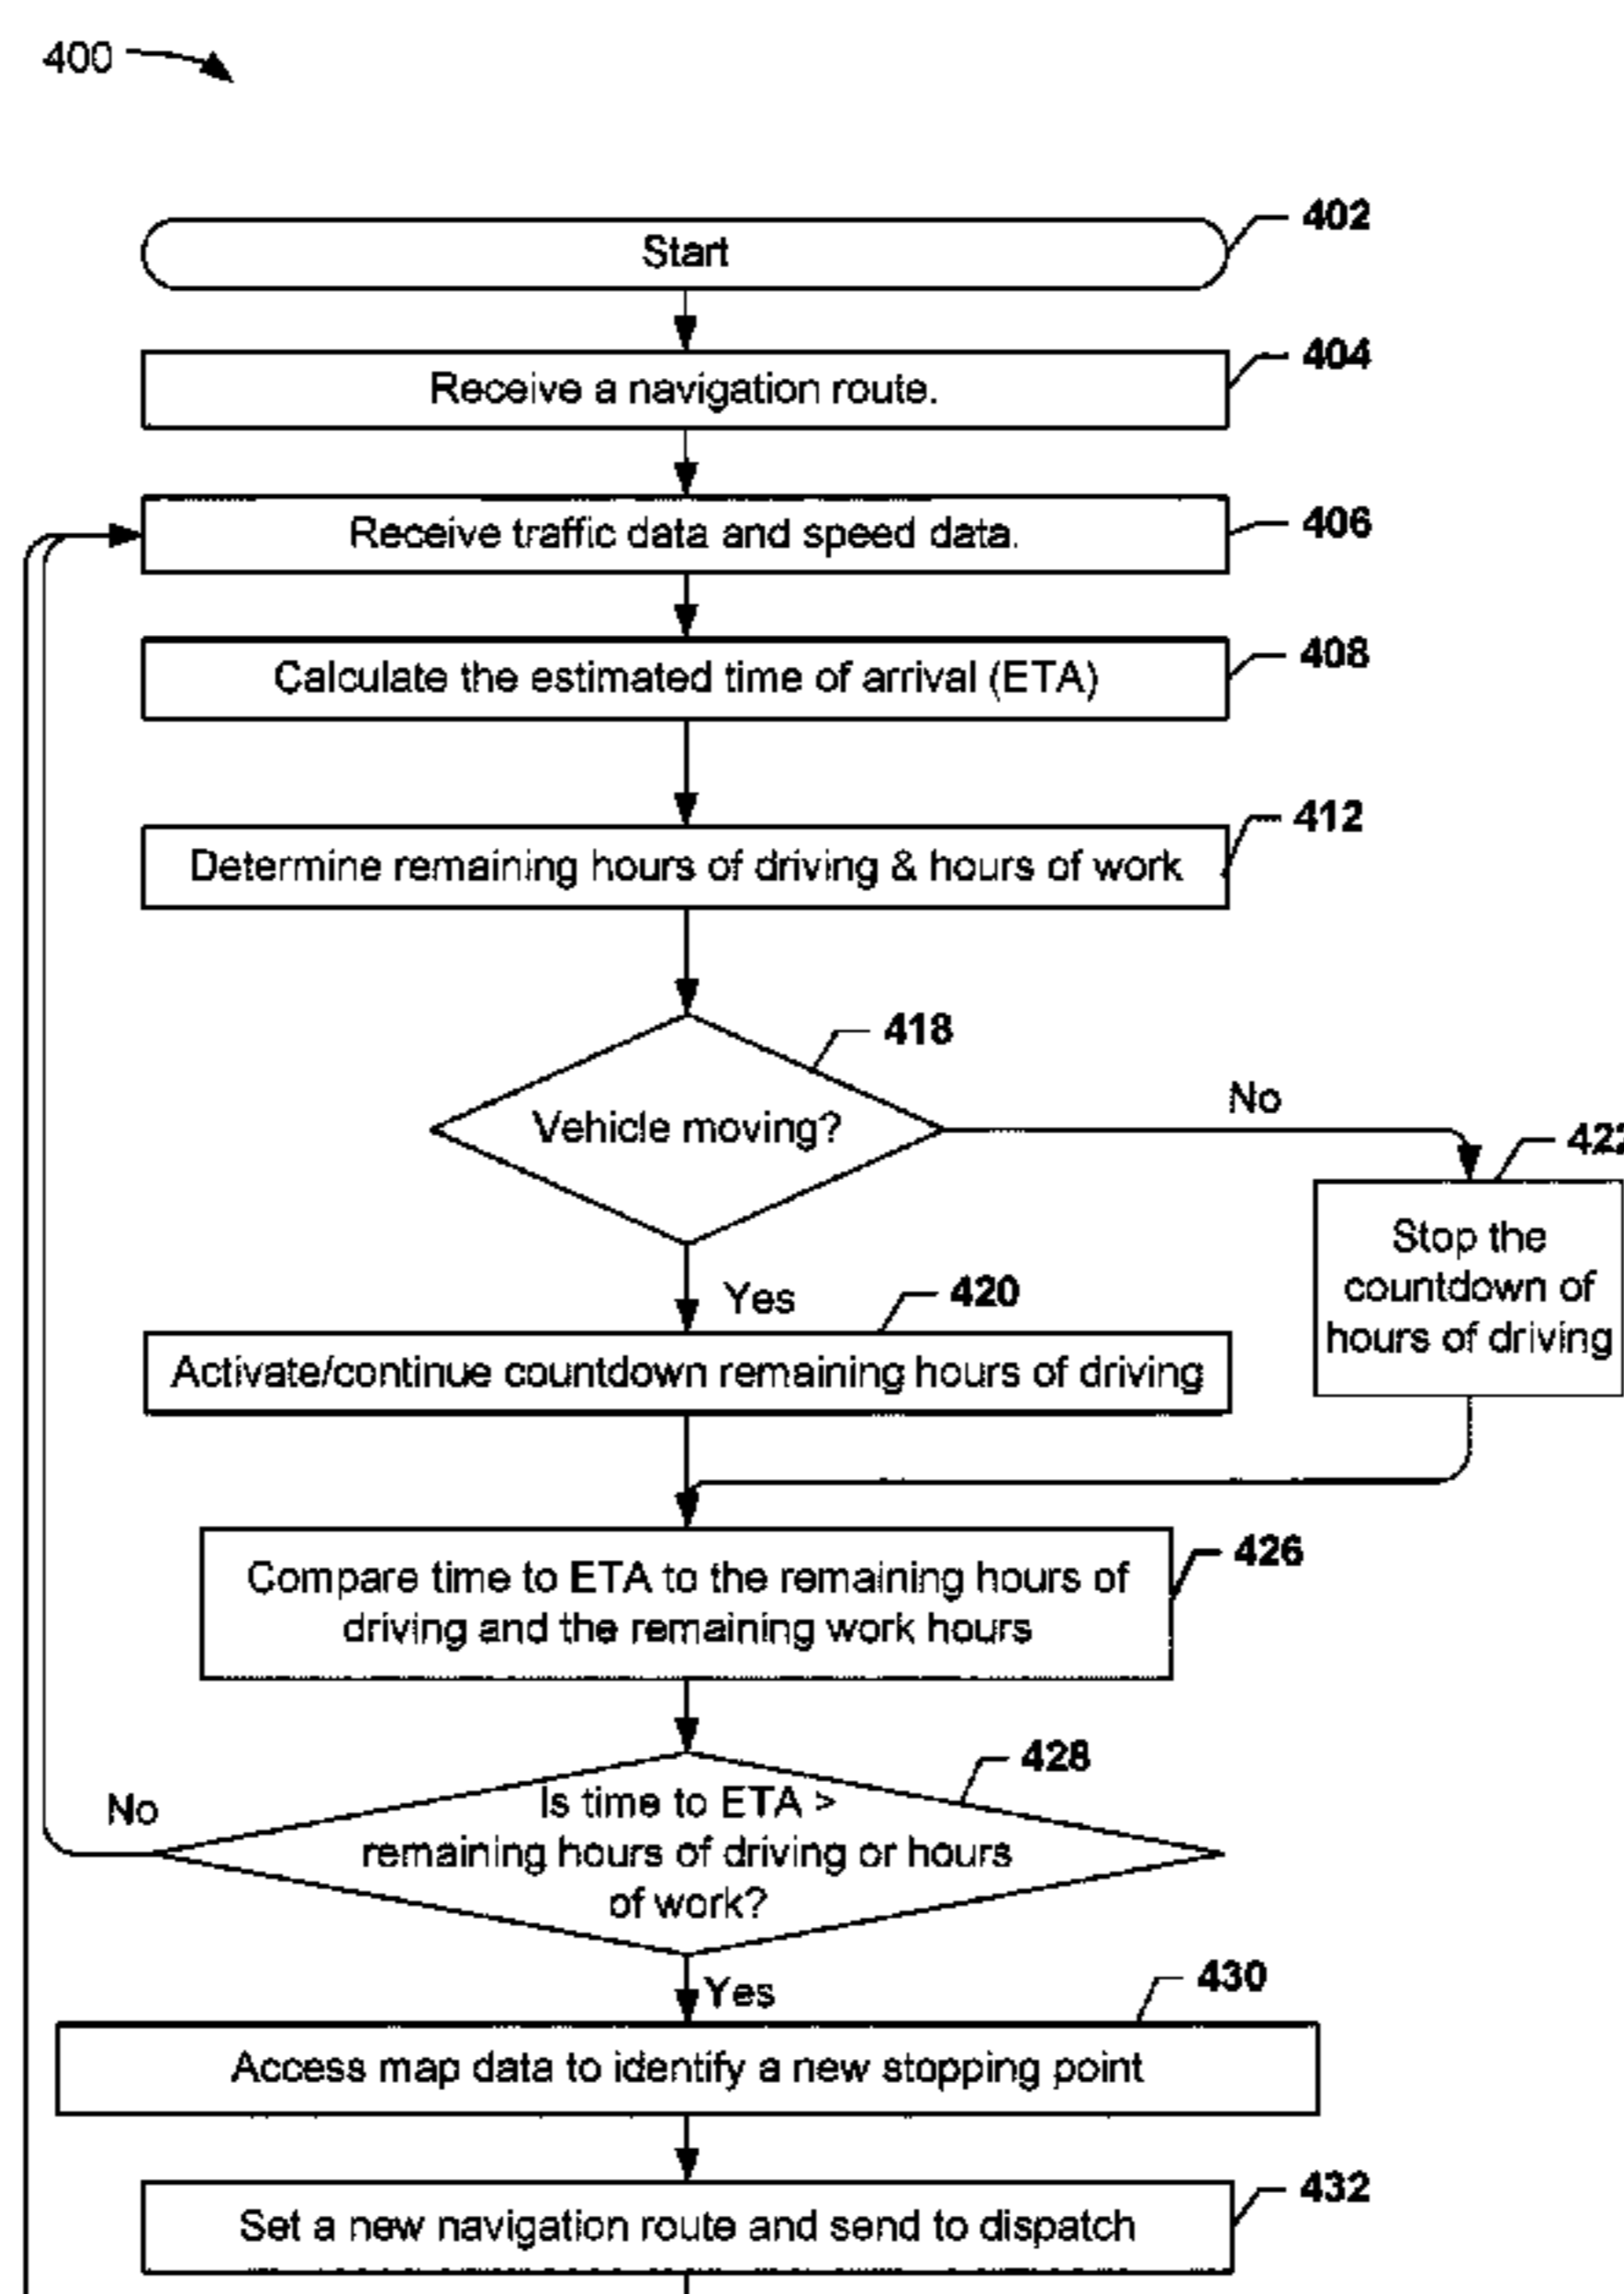 400
402
Start
404
Receive a navigation route.
406
Receive traffic data and speed data.
408
Calculate the estimated time of arrival (ETA)
412
Determine remaining hours of driving & hours of work
418
Vehicle moving?
No
422
Stop the
countdown of
hours of driving
Yes
420
Activate/continue countdown remaining hours of driving
426
Compare time to ETA to the remaining hours of
driving and the remaining work hours
428
No
Is time to ETA >
remaining hours of driving or hours
of work?
Yes
430
Access map data to identify a new stopping point
432
Set a new navigation route and send to dispatch